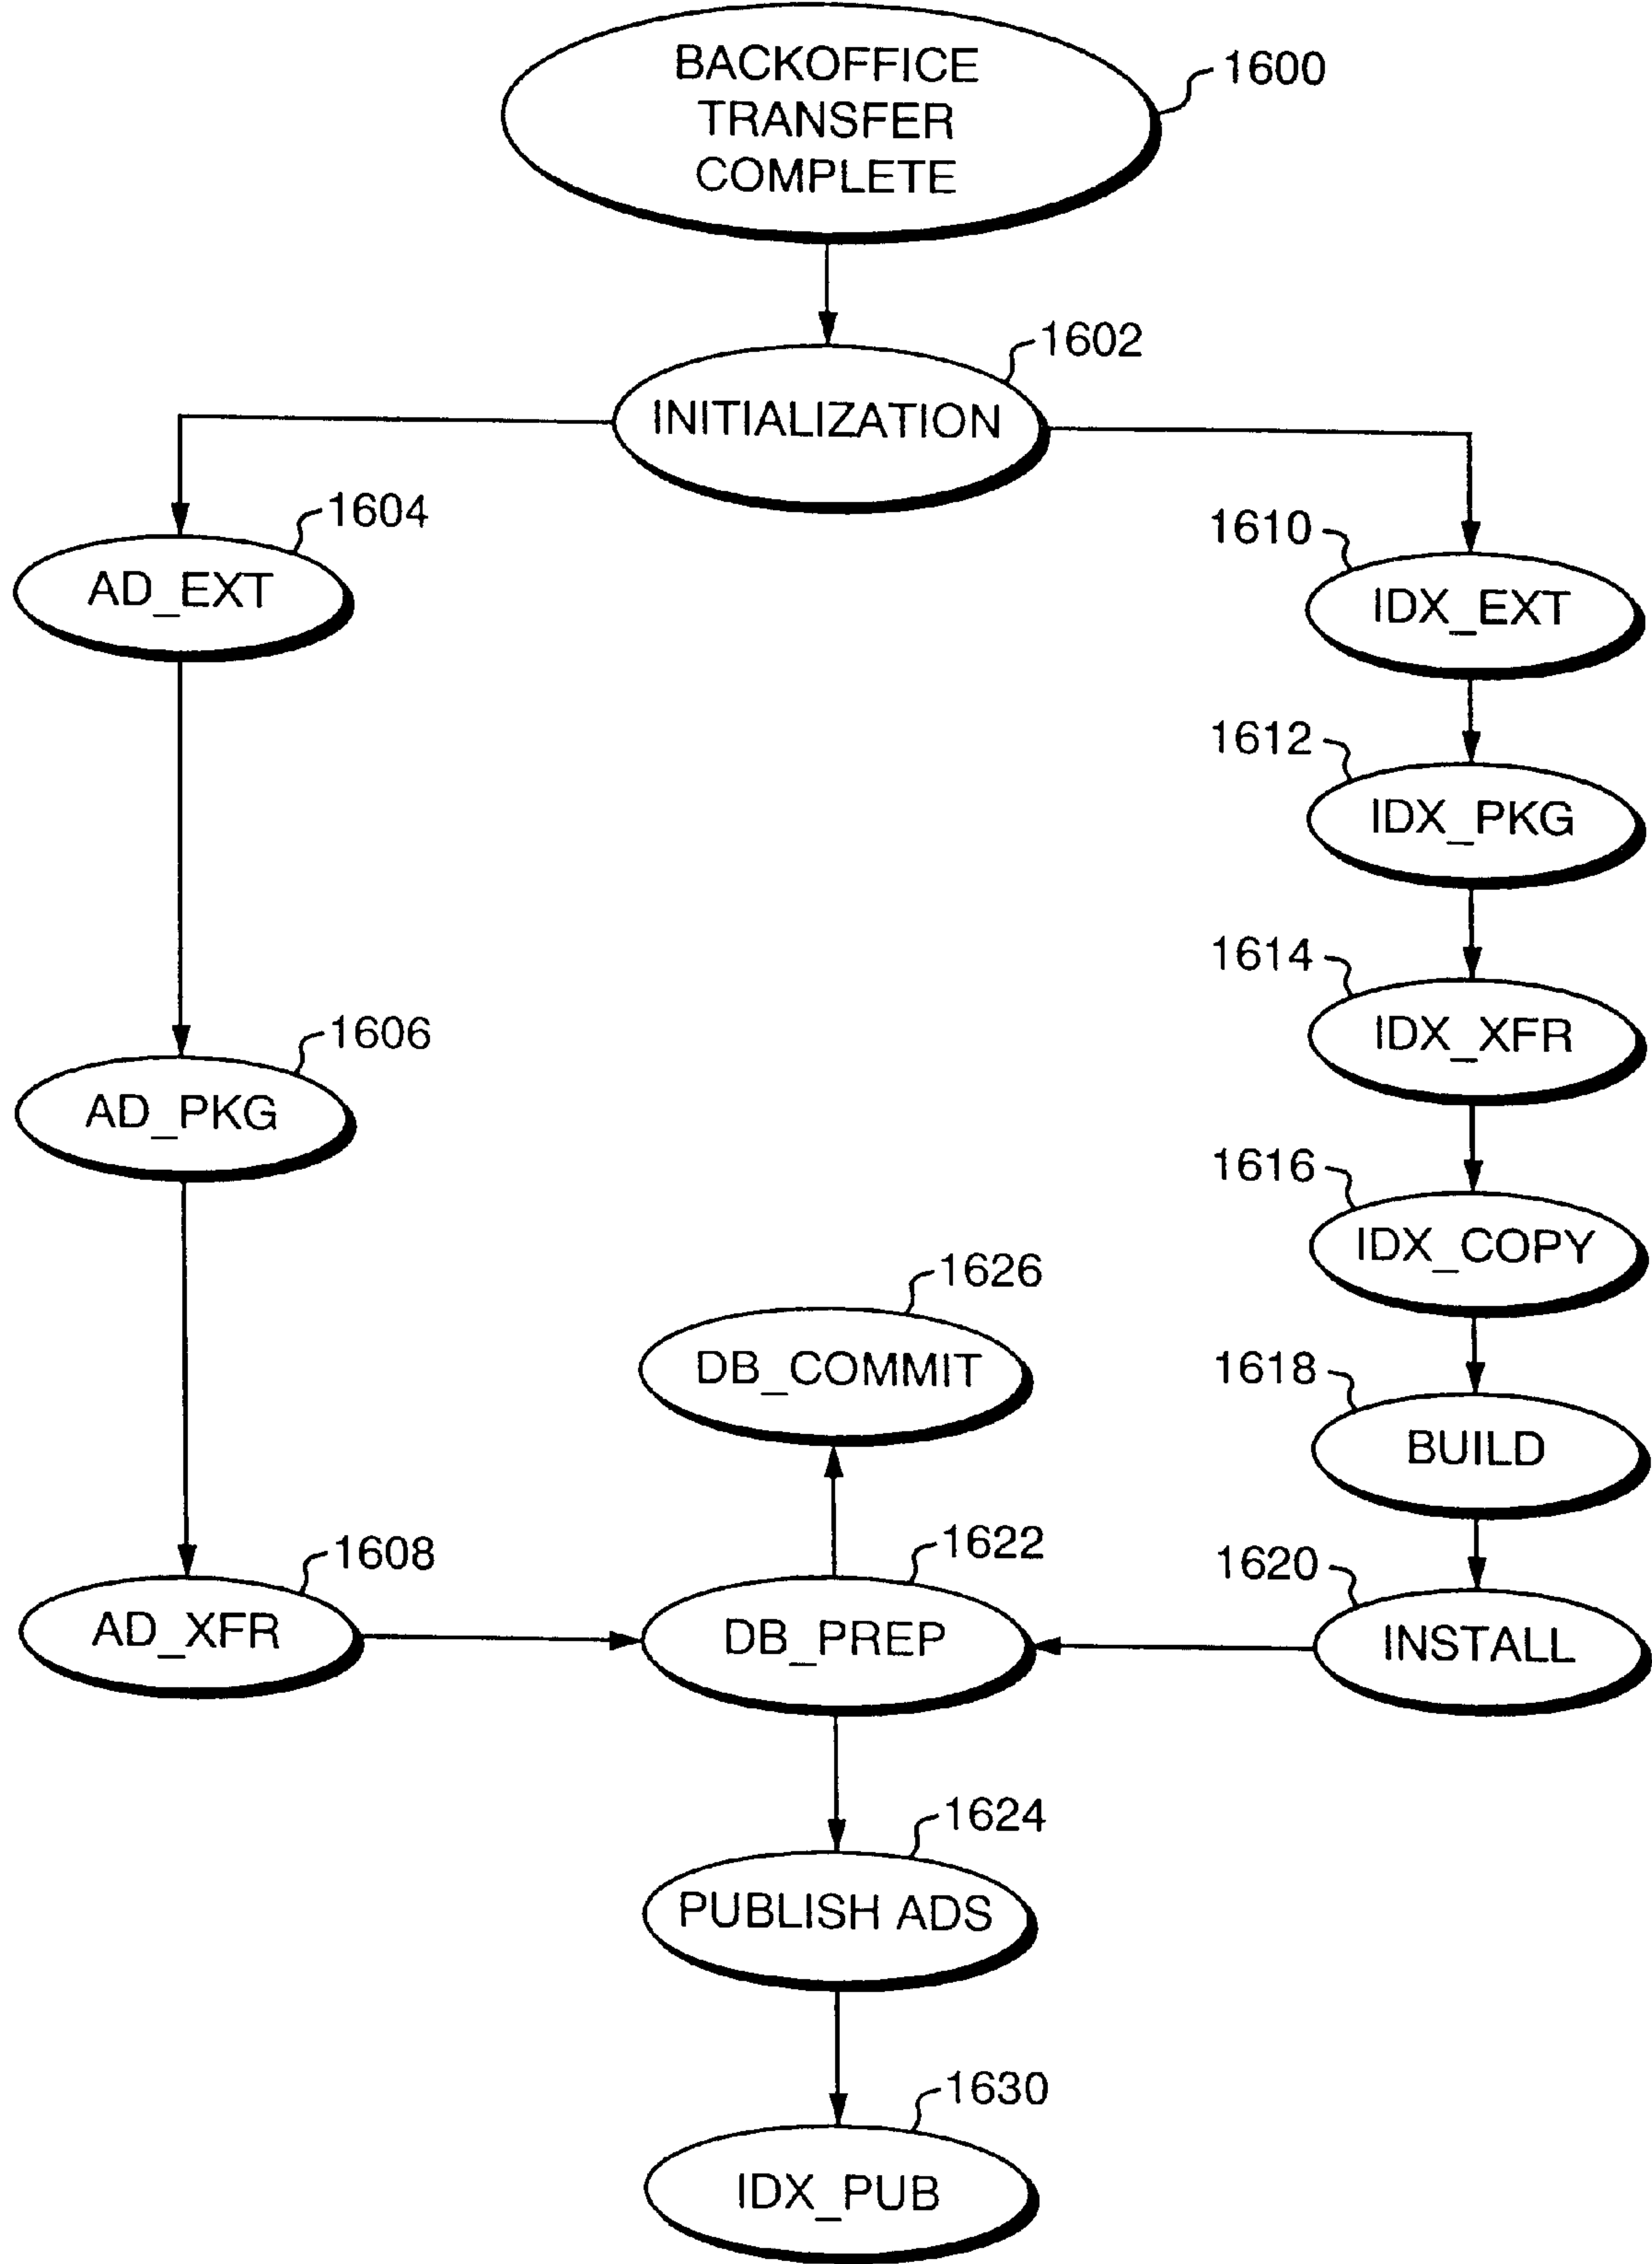 BACKOFFICE
TRANSFER
COMPLETE
1600
1602
INITIALIZATION
1604
AD_EXT
1610
IDX_EXT
1612
IDX_PKG
1614
IDX_XFR
1606
AD_PKG
1616
IDX_COPY
1626
DB_COMMIT
1618
BUILD
1608
AD_XFR
1622
DB_PREP
1620
INSTALL
1624
PUBLISH ADS
1630
IDX_PUB